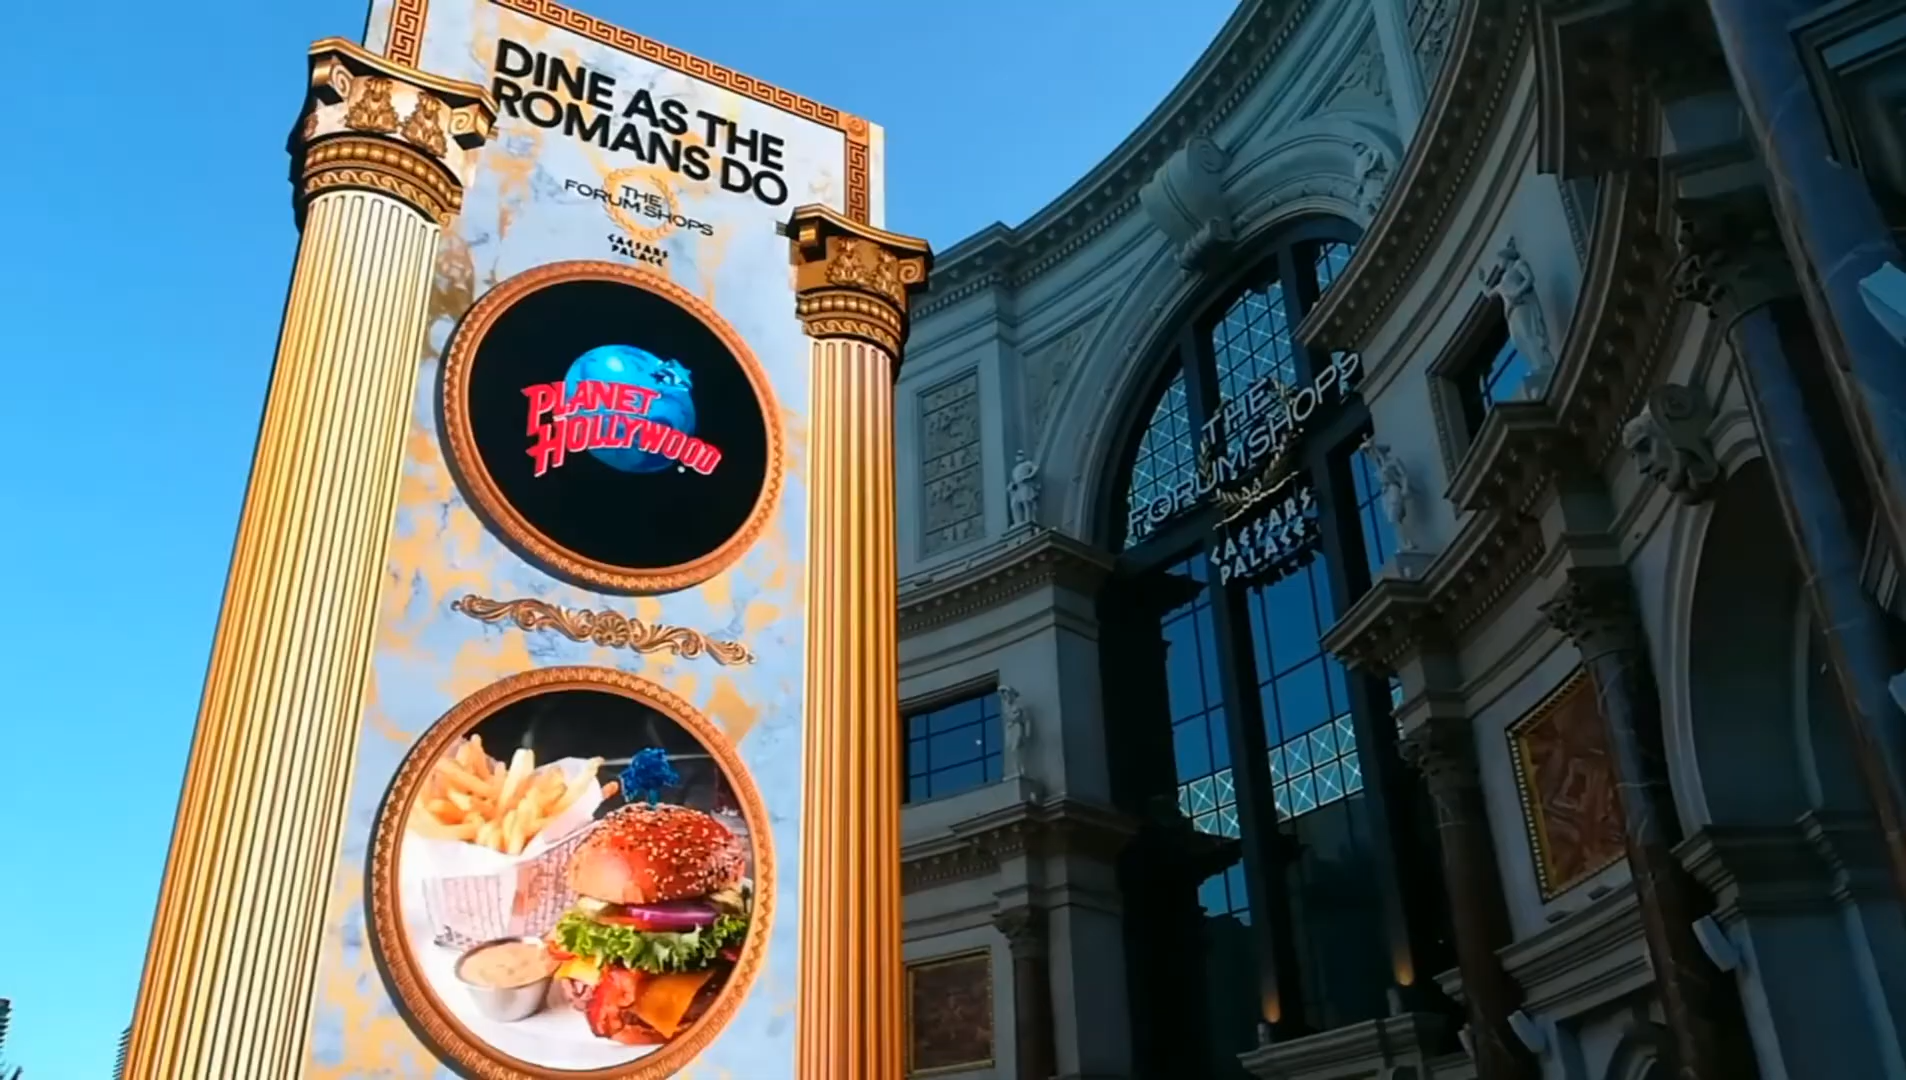 DINE AS THE
ROMANS DO
THE
FORUM SHOPS
CAESARS
PALACE
PLANET
HOLLYWOOD
THE
FORUM SHOPS
CAESARS
PALACE